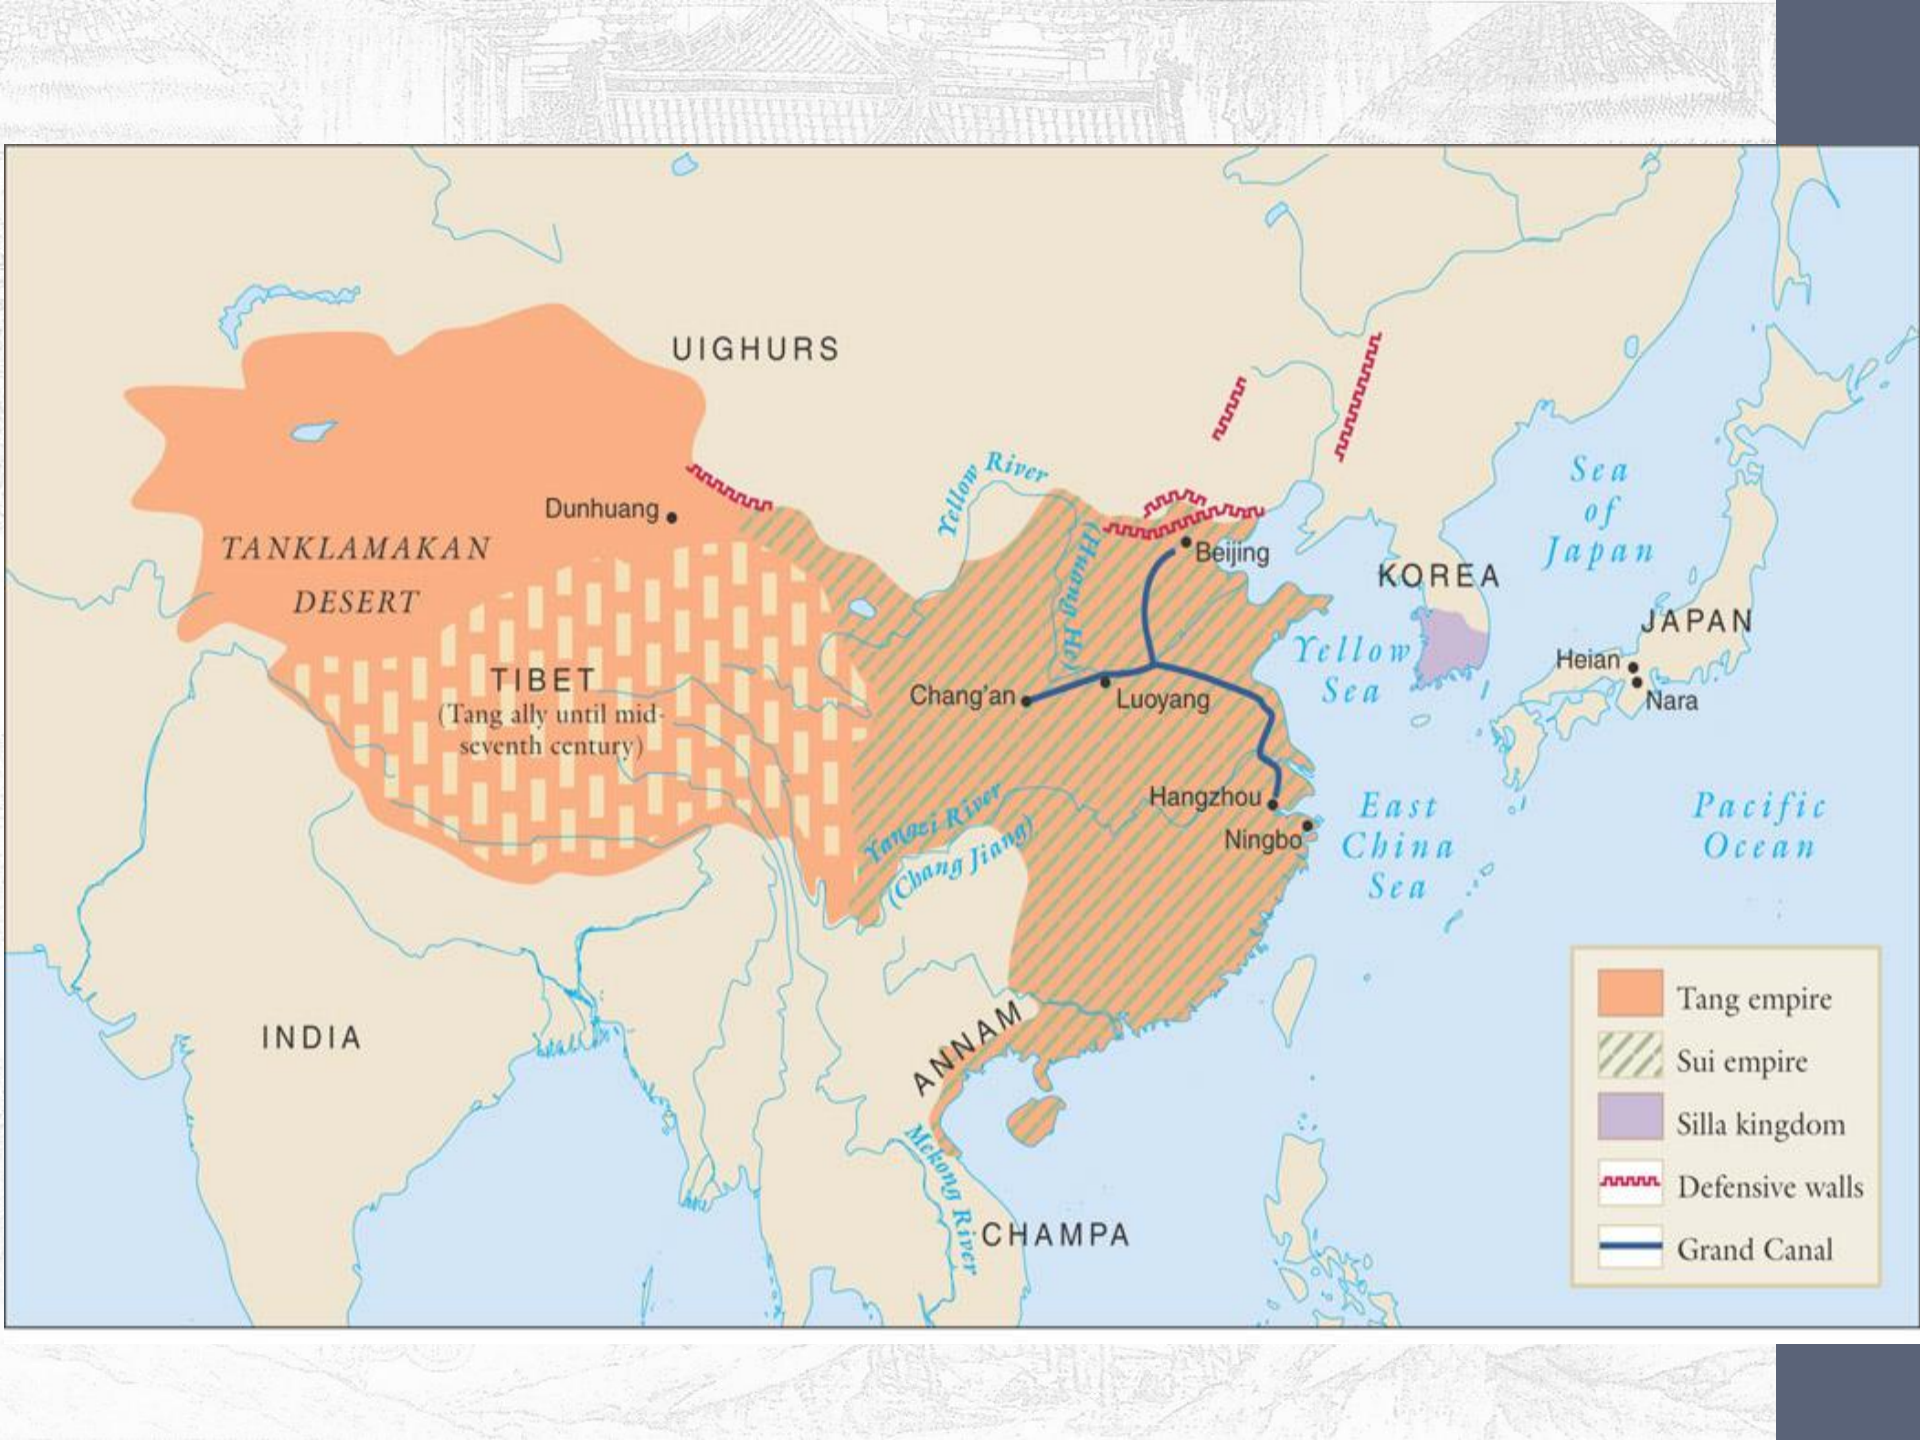 UIGHURS
Yellow River
Dunhuang
TANKLAMAKAN
DESERT
(Huang He)
Beijing
Sea
of
Japan
KOREA
JAPAN
Yellow
Sea
Heian
Nara
TIBET
(Tang ally until mid-
seventh century)
Chang'an
Luoyang
Hangzhou
Ningbo
Yangzi River
(Chang Jiang)
East
China
Sea
Pacific
Ocean
INDIA
ANNAM
Mekong River
CHAMPA
Tang empire
Sui empire
Silla kingdom
Defensive walls
Grand Canal